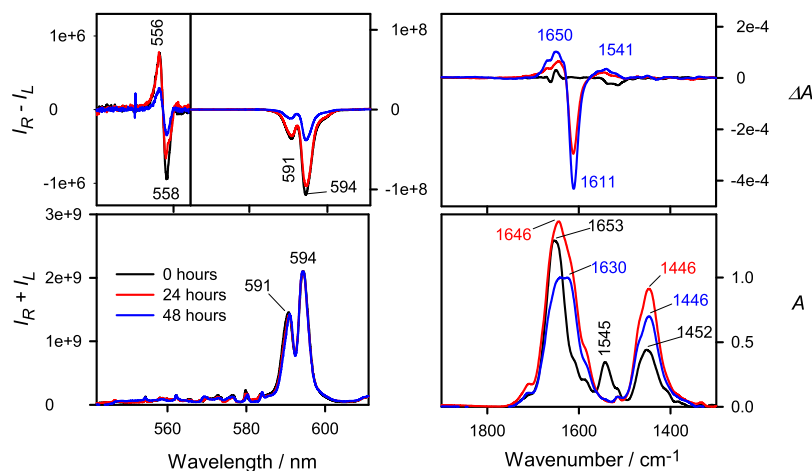 1e+6
0
-1e+6
I_R - I_L
556
558
591
594
1e+8
0
-1e+8
1650
1541
1611
2e-4
0
-2e-4
-4e-4
ΔA
3e+9
2e+9
1e+9
0
I_R + I_L
0 hours
24 hours
48 hours
591
594
560 580 600
Wavelength / nm
1646
1653
1630
1545
1446
1446
1452
1.0
0.5
0.0
A
1800 1600 1400
Wavenumber / cm⁻¹